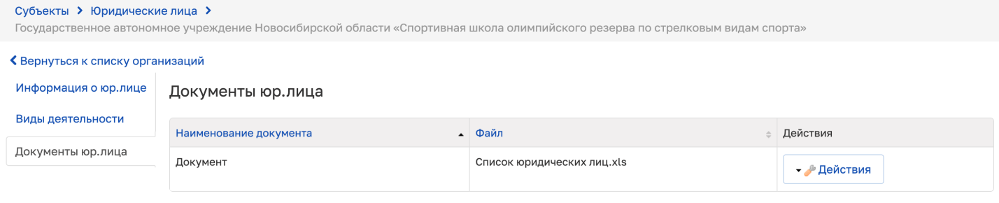 Субъекты > Юридические лица >
Государственное автономное учреждение Новосибирской области «Спортивная школа олимпийского резерва по стрелковым видам спорта»
Вернуться к списку организаций
Информация о юр.лице
Виды деятельности
Документы юр.лица
Документы юр.лица
Наименование документа Файл Действия
Документ Список юридических лиц.xls Действия